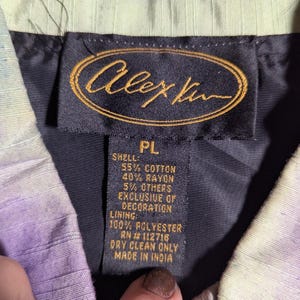 Alex Kim
PL
SHELL:
55% COTTON
40% RAYON
5% OTHERS
EXCLUSIVE OF
DECORATION
LINING:
100% POLYESTER
RN# 112716
DRY CLEAN ONLY
MADE IN INDIA